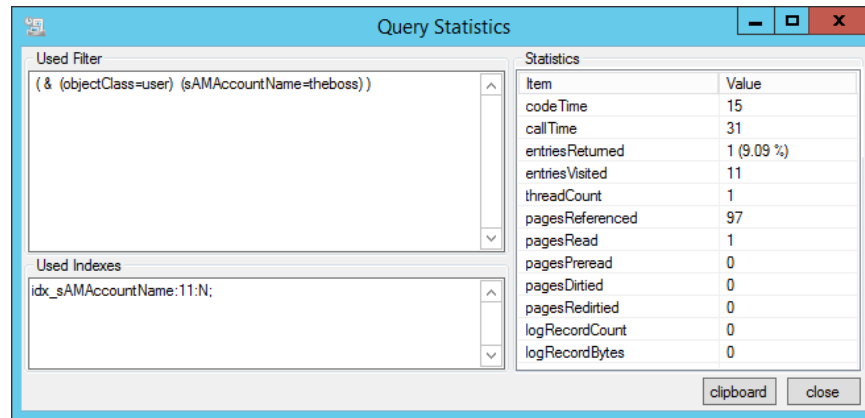 Query Statistics
Used Filter
( & (objectClass=user) (sAMAccountName=theboss) )
Used Indexes
idx_sAMAccountName:11:N;
Statistics
Item Value
codeTime 15
callTime 31
entriesReturned 1 (9.09 %)
entriesVisited 11
threadCount 1
pagesReferenced 97
pagesRead 1
pagesPreread 0
pagesDirtied 0
pagesRedirtied 0
logRecordCount 0
logRecordBytes 0
clipboard close